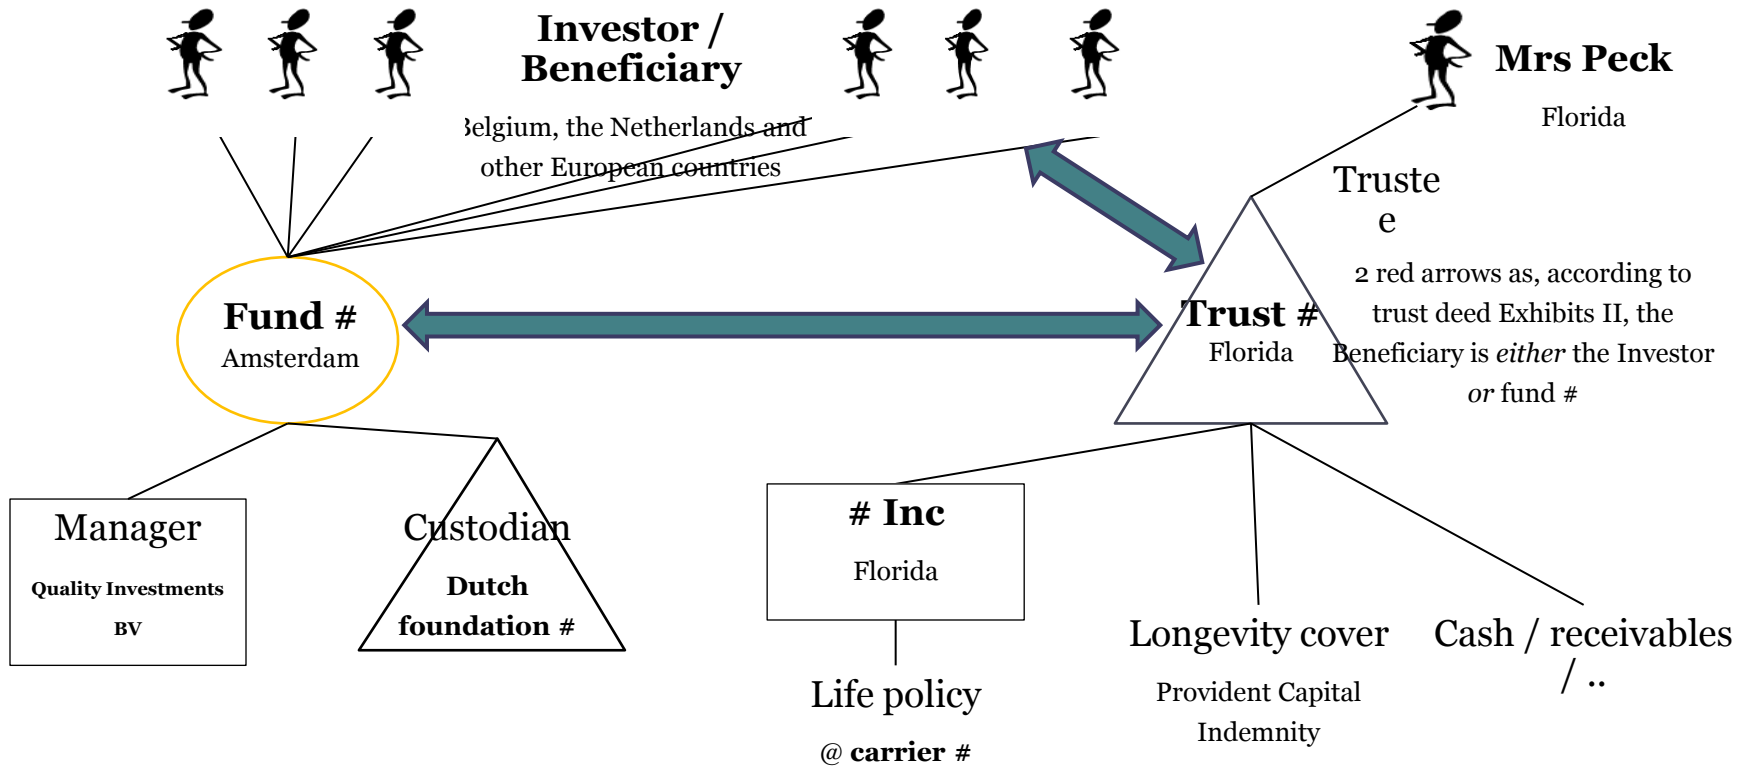 Investor /
Beneficiary
Belgium, the Netherlands and
other European countries
Mrs Peck
Florida
Truste
e
2 red arrows as, according to
trust deed Exhibits II, the
Beneficiary is either the Investor
or fund #
Fund #
Amsterdam
Trust #
Florida
Manager
Quality Investments
BV
Custodian
Dutch
foundation #
# Inc
Florida
Life policy
@ carrier #
Longevity cover
Provident Capital
Indemnity
Cash / receivables
/ ..